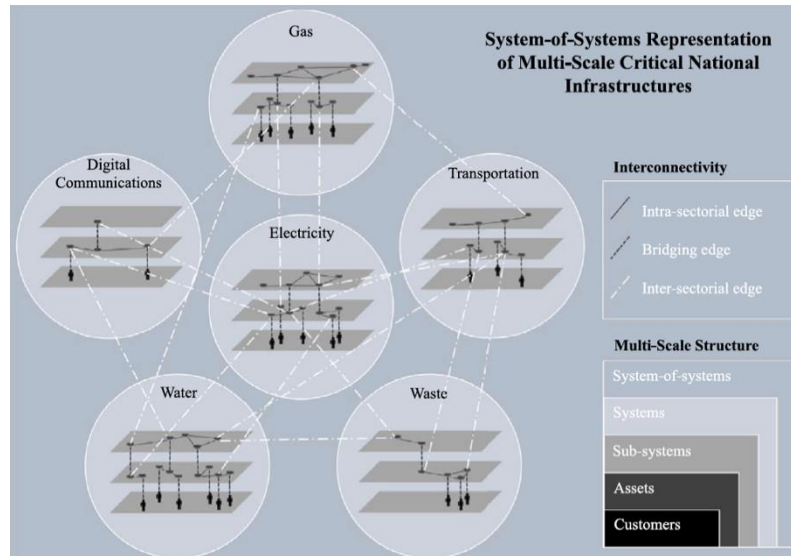 System-of-Systems Representation
of Multi-Scale Critical National
Infrastructures
Gas
Digital
Communications
Transportation
Electricity
Water
Waste
Interconnectivity
Intra-sectorial edge
Bridging edge
Inter-sectorial edge
Multi-Scale Structure
System-of-systems
Systems
Sub-systems
Assets
Customers